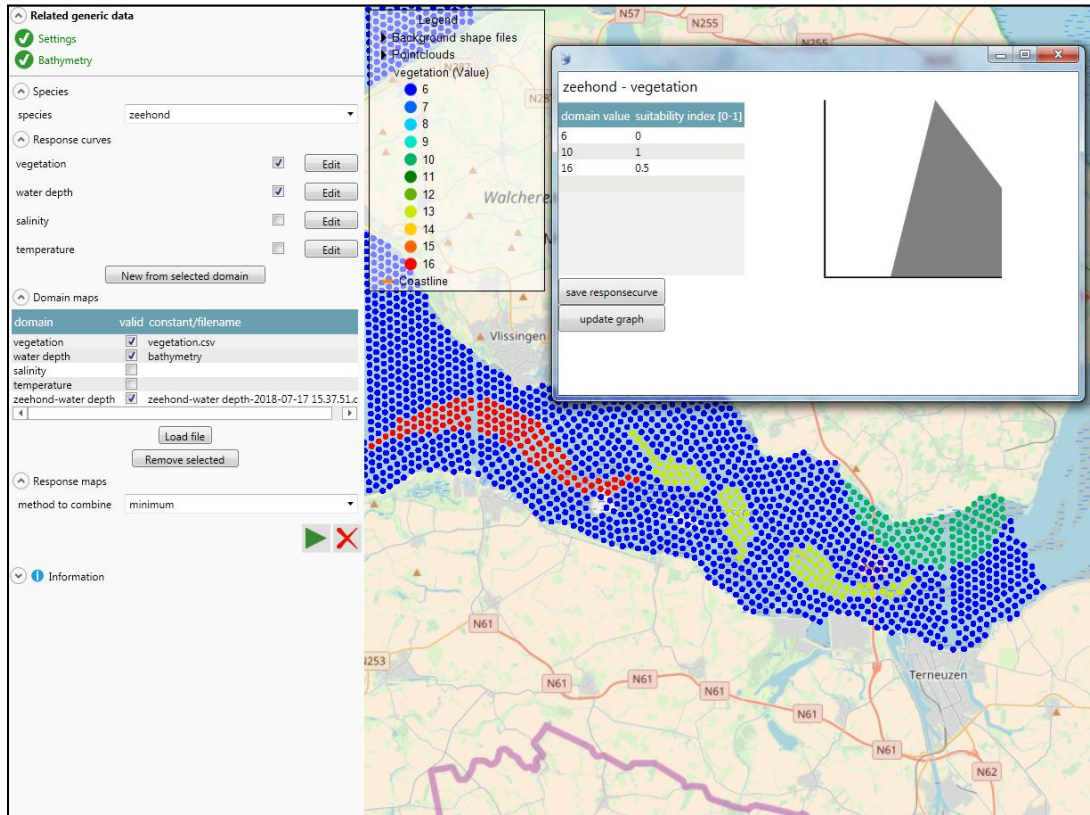 Related generic data
Settings
Bathymetry
Species
species zeehond
Response curves
vegetation Edit
water depth Edit
salinity Edit
temperature Edit
New from selected domain
Domain maps
domain valid constant/filename
vegetation vegetation.csv
water depth bathymetry
salinity
temperature
zeehond-water depth zeehond-water depth-2018-07-17 15.37.51.c
Load file
Remove selected
Response maps
method to combine minimum
Information
Legend
Background shape files
Pointclouds
vegetation (Value)
6
7
8
9
10
11
12
13
14
15
16
Coastline
zeehond - vegetation
domain value suitability index [0-1]
6 0
10 1
16 0.5
save responsecurve
update graph
N57
N255
N255
N287
Vlissingen
N61
N253
N61
N61
N61
N61
N61
N62
Terneuzen